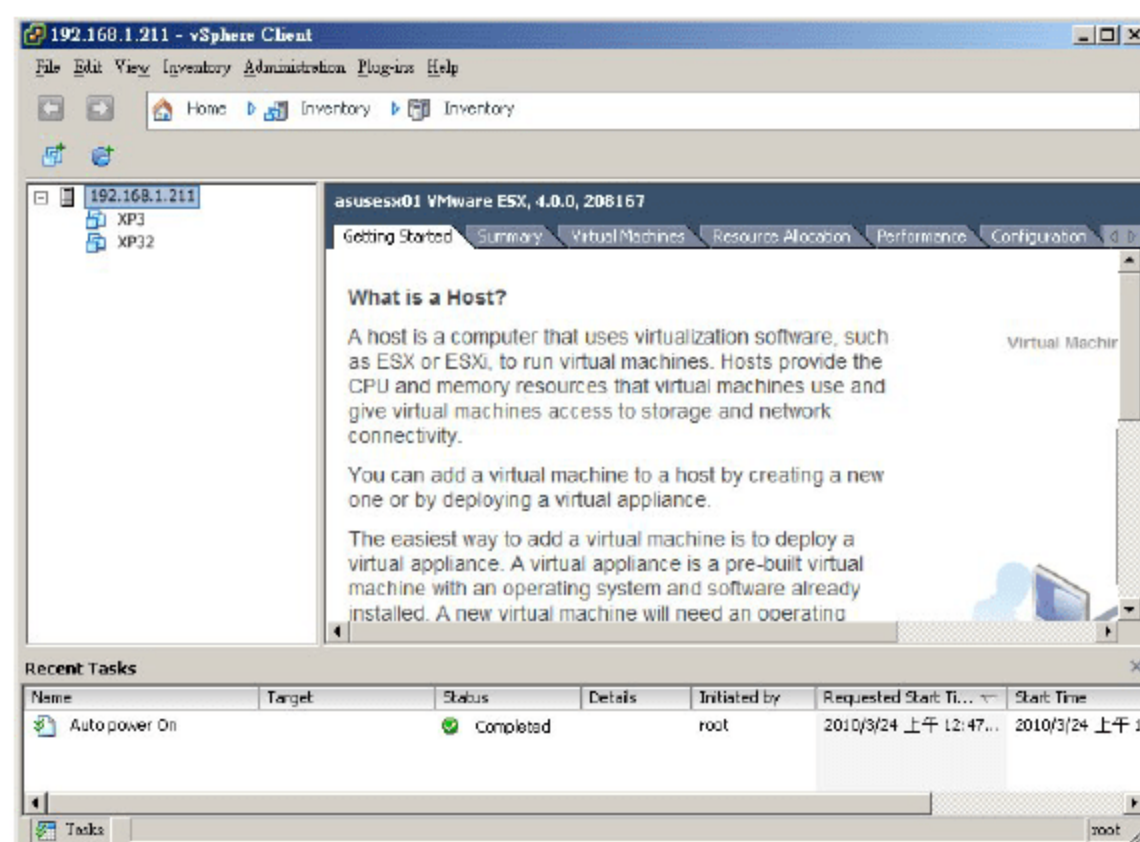 192.168.1.211 - vSphere Client
File Edit View Inventory Administration Plug-ins Help
Home Inventory Inventory
192.168.1.211
XP3
XP32
asusesx01 VMware ESX, 4.0.0, 208167
Getting Started Summary Virtual Machines Resource Allocation Performance Configuration
What is a Host?
A host is a computer that uses virtualization software, such
as ESX or ESXi, to run virtual machines. Hosts provide the
CPU and memory resources that virtual machines use and
give virtual machines access to storage and network
connectivity.
You can add a virtual machine to a host by creating a new
one or by deploying a virtual appliance.
The easiest way to add a virtual machine is to deploy a
virtual appliance. A virtual appliance is a pre-built virtual
machine with an operating system and software already
installed. A new virtual machine will need an operating
Virtual Machin
Recent Tasks
Name Target Status Details Initiated by Requested Start Ti... Start Time
Auto power On Completed root 2010/3/24 上午 12:47... 2010/3/24 上午 1
Tasks root